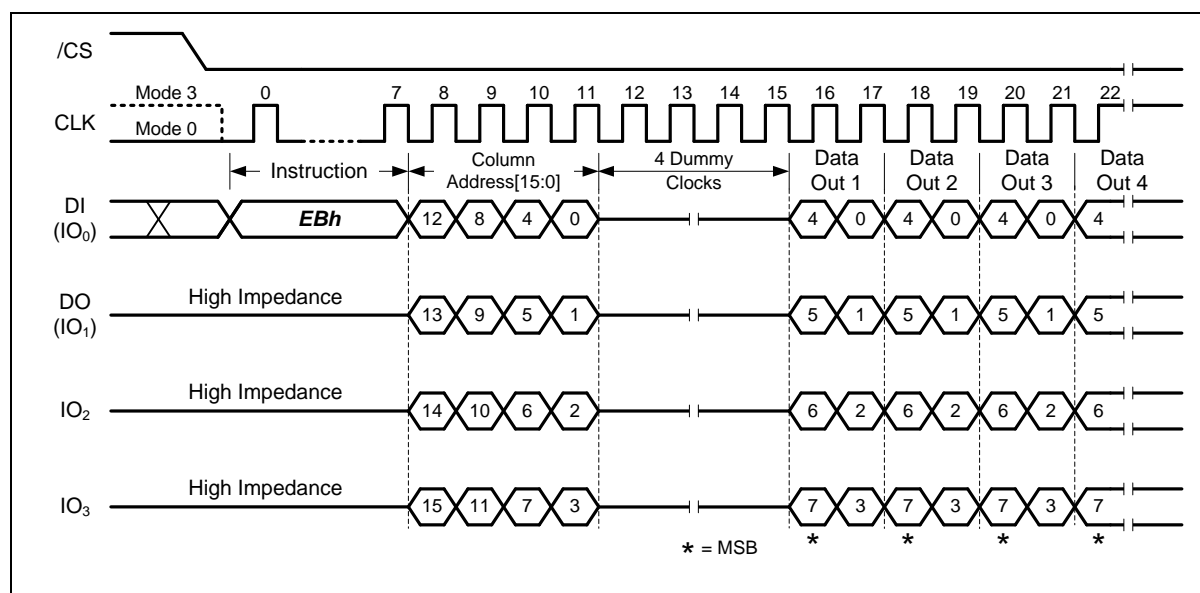 /CS
Mode 3
0 7 8 9 10 11 12 13 14 15 16 17 18 19 20 21 22
CLK
Mode 0
Instruction
Column
Address[15:0]
4 Dummy
Clocks
Data
Out 1
Data
Out 2
Data
Out 3
Data
Out 4
DI
(IO₀)
EBh 12 8 4 0 4 0 4 0 4 0 4
DO
(IO₁)
High Impedance
13 9 5 1 5 1 5 1 5 1 5
IO₂
High Impedance
14 10 6 2 6 2 6 2 6 2 6
IO₃
High Impedance
15 11 7 3 7 3 7 3 7 3 7
* * * *
* = MSB